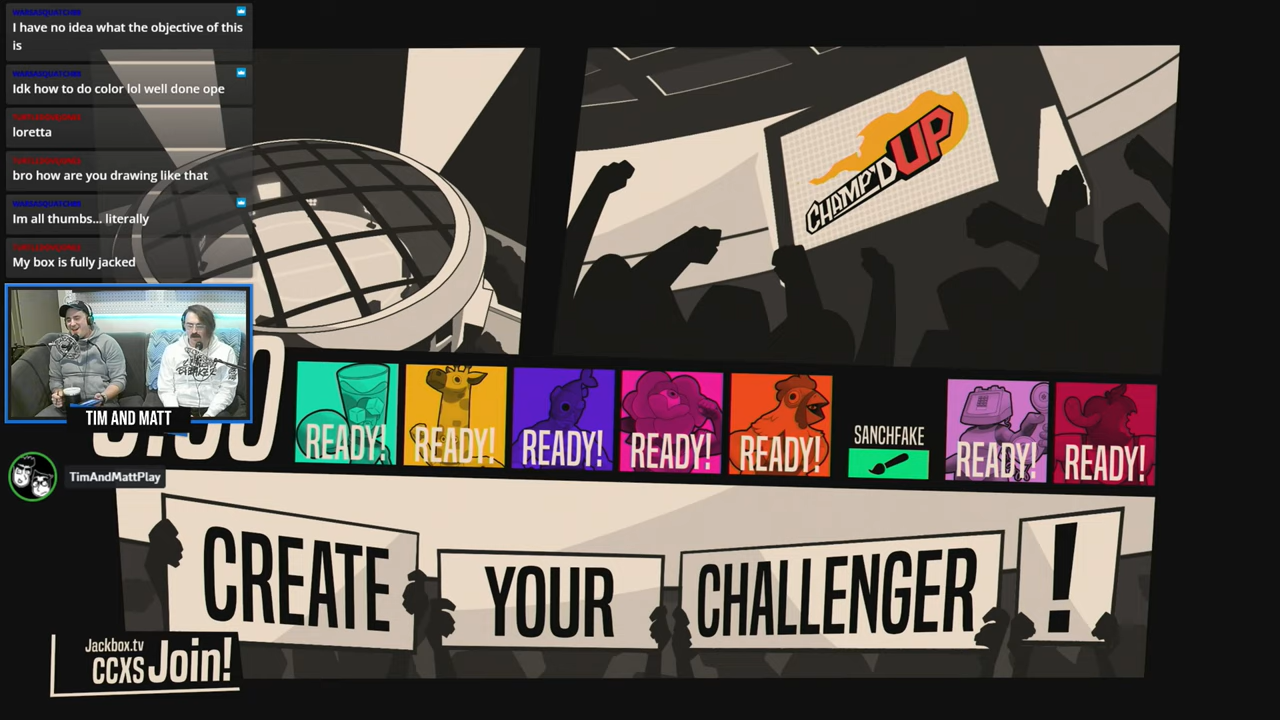 I have no idea what the objective of this
is
Idk how to do color lol well done ope
loretta
bro how are you drawing like that
Im all thumbs... literally
My box is fully jacked
TIM AND MATT
TimAndMattPlay
CHAMP'D UP
READY!
READY!
READY!
READY!
READY!
SANCHFAKE
READY!
READY!
CREATE
YOUR
CHALLENGER
!
Jackbox.tv
CCXS Join!